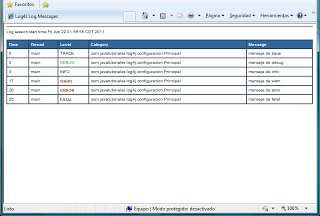 Favoritos
Log4J Log Messages
Página
Seguridad
Herramientas
Log session start time Fri Apr 22 01:59:55 CDT 2011
Time Thread Level Category Message
0 main TRACE com.javatutoriales.log4j.configuracion.Principal mensaje de trace
3 main DEBUG com.javatutoriales.log4j.configuracion.Principal mensaje de debug
3 main INFO com.javatutoriales.log4j.configuracion.Principal mensaje de info
17 main WARN com.javatutoriales.log4j.configuracion.Principal mensaje de warn
20 main ERROR com.javatutoriales.log4j.configuracion.Principal mensaje de error
25 main FATAL com.javatutoriales.log4j.configuracion.Principal mensaje de fatal
Listo
Equipo | Modo protegido: desactivado
100%